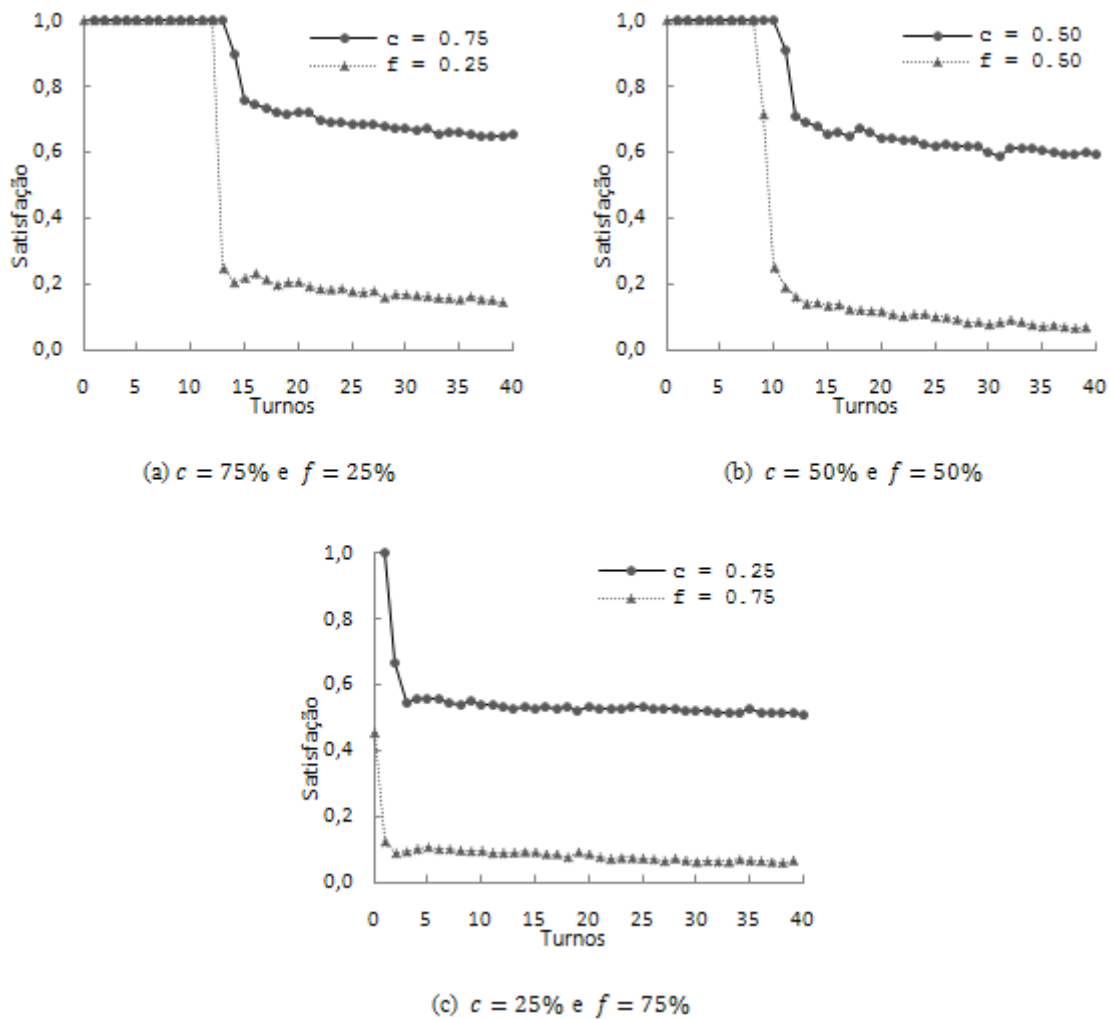 1,0
0,8
0,6
0,4
0,2
0,0
Satisfação
c = 0.75
f = 0.25
0 5 10 15 20 25 30 35 40
Turnos
(a) c = 75% e f = 25%
1,0
0,8
0,6
0,4
0,2
0,0
Satisfação
c = 0.50
f = 0.50
0 5 10 15 20 25 30 35 40
Turnos
(b) c = 50% e f = 50%
1,0
0,8
0,6
0,4
0,2
0,0
Satisfação
c = 0.25
f = 0.75
0 5 10 15 20 25 30 35 40
Turnos
(c) c = 25% e f = 75%